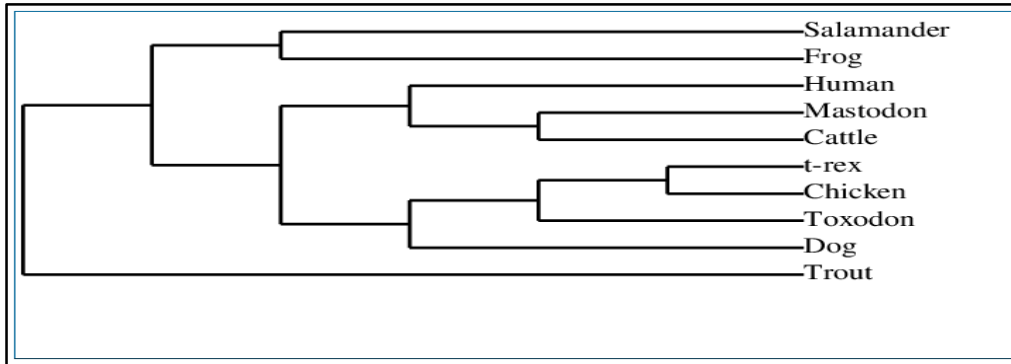 Salamander
Frog
Human
Mastodon
Cattle
t-rex
Chicken
Toxodon
Dog
Trout